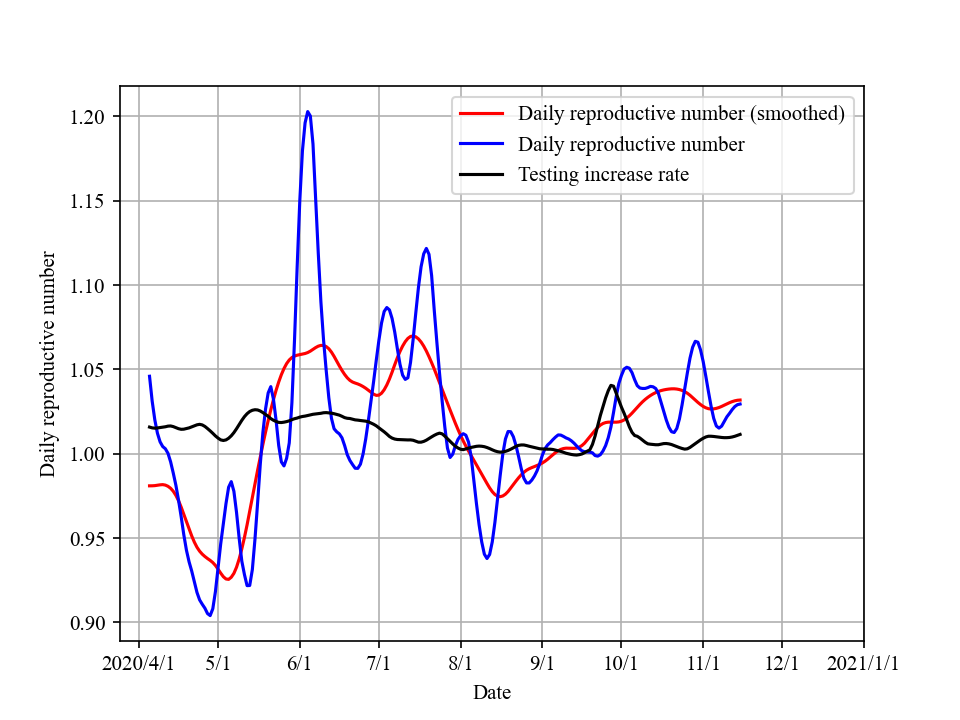 Daily reproductive number (smoothed)
Daily reproductive number
Testing increase rate
1.20
1.15
1.10
1.05
1.00
0.95
0.90
Daily reproductive number
2020/4/1 5/1 6/1 7/1 8/1 9/1 10/1 11/1 12/1 2021/1/1
Date